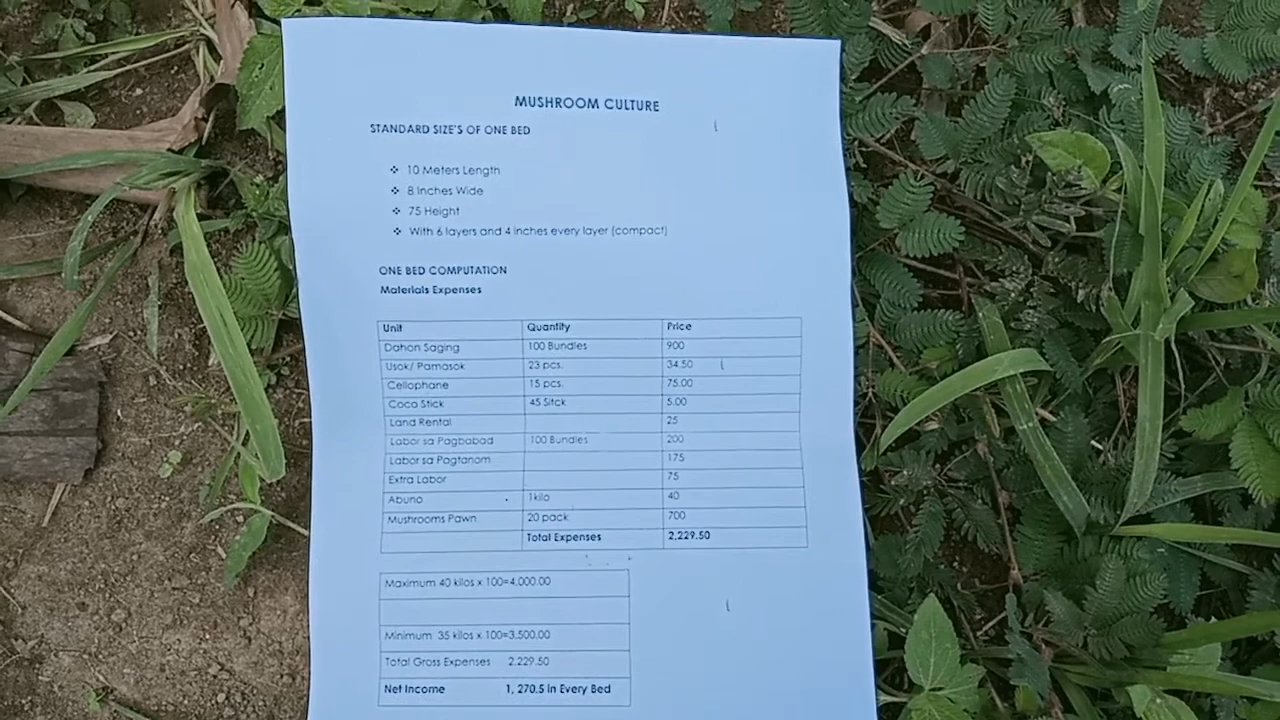 MUSHROOM CULTURE
STANDARD SIZE'S OF ONE BED
❖ 10 Meters Length
❖ 8 Inches Wide
❖ 75 Height
❖ With 6 layers and 4 inches every layer (compact)
ONE BED COMPUTATION
Materials Expenses
Unit Quantity Price
Dahon Saging 100 Bundles 900
Usok/ Pamasok 23 pcs. 34.50
Cellophane 15 pcs. 75.00
Coco Stick 45 Sitck 5.00
Land Rental 25
Labor sa Pagbabad 100 Bundles 200
Labor sa Pagtanom 175
Extra Labor 75
Abuno 1kilo 40
Mushrooms Pawn 20 pack 700
Total Expenses 2,229.50
Maximum 40 kilos x 100=4,000.00
Minimum 35 kilos x 100=3,500.00
Total Gross Expenses 2,229.50
Net Income 1, 270.5 in Every Bed